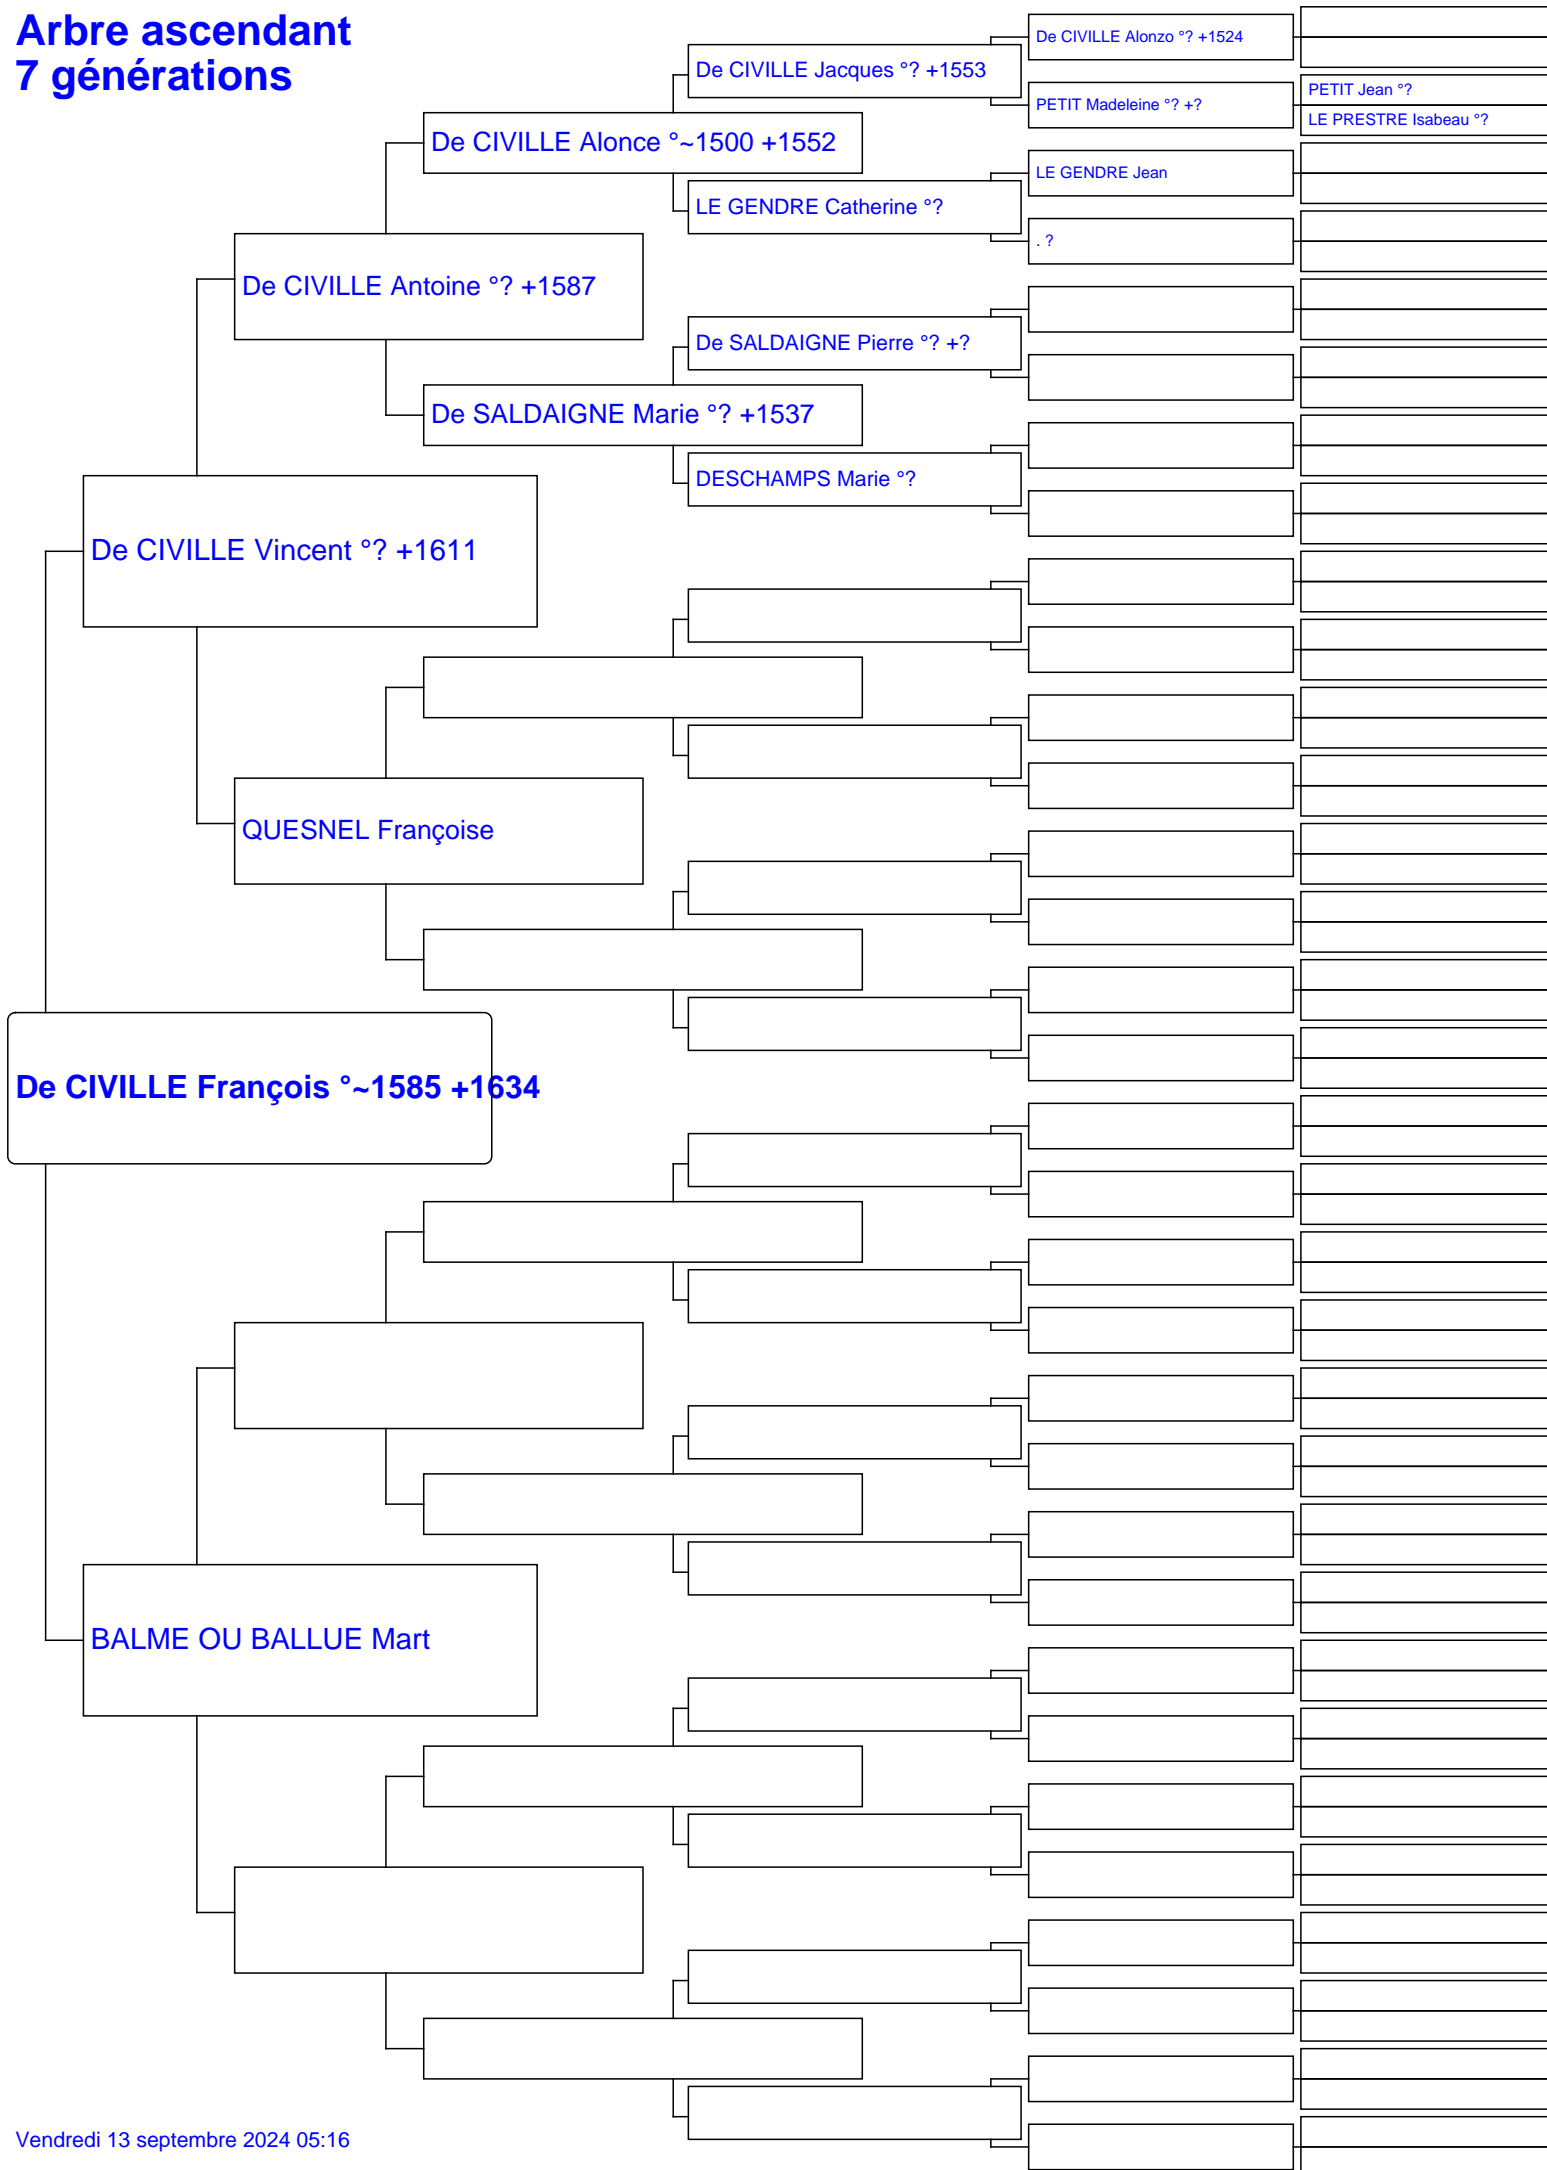 Arbre ascendant
7 générations
De CIVILLE Alonzo °? +1524
De CIVILLE Jacques °? +1553
PETIT Jean °?
PETIT Madeleine °? +?
LE PRESTRE Isabeau °?
De CIVILLE Alonce °~1500 +1552
LE GENDRE Jean
LE GENDRE Catherine °?
. ?
De CIVILLE Antoine °? +1587
De SALDAIGNE Pierre °? +?
De SALDAIGNE Marie °? +1537
DESCHAMPS Marie °?
De CIVILLE Vincent °? +1611
QUESNEL Françoise
De CIVILLE François °~1585 +1634
BALME OU BALLUE Mart
Vendredi 13 septembre 2024 05:16